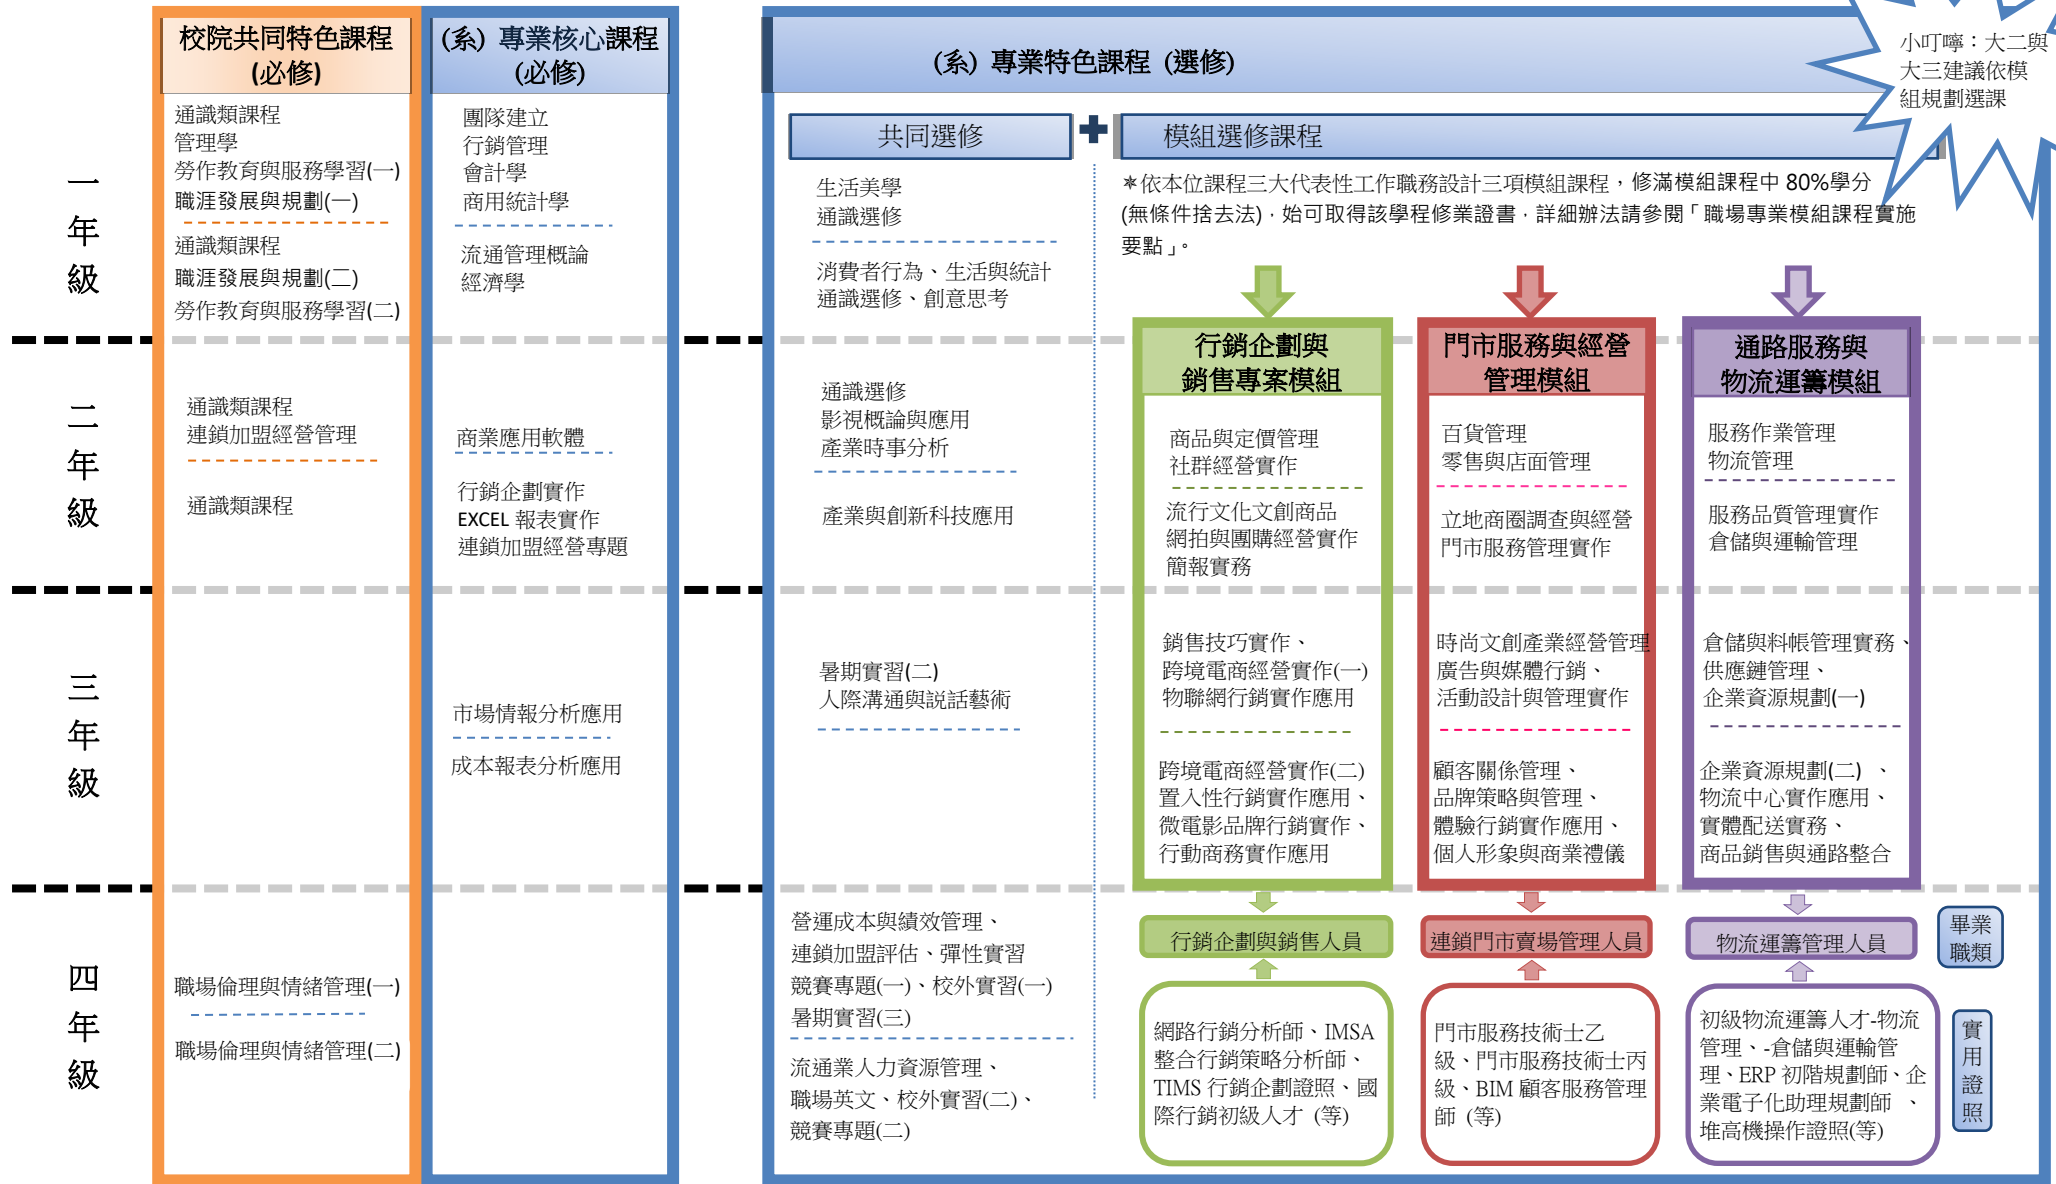 校院共同特色課程
(必修)
(系) 專業核心課程
(必修)
(系) 專業特色課程 (選修)
小叮嚀：大二與
大三建議依模
組規劃選課
共同選修
模組選修課程
一年級
通識類課程
管理學
勞作教育與服務學習(一)
職涯發展與規劃(一)
通識類課程
職涯發展與規劃(二)
勞作教育與服務學習(二)
團隊建立
行銷管理
會計學
商用統計學
流通管理概論
經濟學
生活美學
通識選修
消費者行為、生活與統計
通識選修、創意思考
＊依本位課程三大代表性工作職務設計三項模組課程，修滿模組課程中 80%學分
(無條件捨去法)，始可取得該學程修業證書，詳細辦法請參閱「職場專業模組課程實施
要點」。
行銷企劃與
銷售專案模組
門市服務與經營
管理模組
通路服務與
物流運籌模組
二年級
通識類課程
連鎖加盟經營管理
通識類課程
商業應用軟體
行銷企劃實作
EXCEL 報表實作
連鎖加盟經營專題
通識選修
影視概論與應用
產業時事分析
產業與創新科技應用
商品與定價管理
社群經營實作
流行文化文創商品
網拍與團購經營實作
簡報實務
百貨管理
零售與店面管理
立地商圈調查與經營
門市服務管理實作
服務作業管理
物流管理
服務品質管理實作
倉儲與運輸管理
三年級
市場情報分析應用
成本報表分析應用
暑期實習(二)
人際溝通與説話藝術
銷售技巧實作、
跨境電商經營實作(一)
物聯網行銷實作應用
跨境電商經營實作(二)
置入性行銷實作應用、
微電影品牌行銷實作、
行動商務實作應用
時尚文創產業經營管理
廣告與媒體行銷、
活動設計與管理實作
顧客關係管理、
品牌策略與管理、
體驗行銷實作應用、
個人形象與商業禮儀
倉儲與料帳管理實務、
供應鏈管理、
企業資源規劃(一)
企業資源規劃(二) 、
物流中心實作應用、
實體配送實務、
商品銷售與通路整合
四年級
職場倫理與情緒管理(一)
職場倫理與情緒管理(二)
營運成本與績效管理、
連鎖加盟評估、彈性實習
競賽專題(一)、校外實習(一)
暑期實習(三)
流通業人力資源管理、
職場英文、校外實習(二)、
競賽專題(二)
行銷企劃與銷售人員
連鎖門市賣場管理人員
物流運籌管理人員
畢業
職類
網路行銷分析師、IMSA
整合行銷策略分析師、
TIMS 行銷企劃證照、國
際行銷初級人才 (等)
門市服務技術士乙
級、門市服務技術士丙
級、BIM 顧客服務管理
師 (等)
初級物流運籌人才-物流
管理、-倉儲與運輸管
理、ERP 初階規劃師、企
業電子化助理規劃師 、
堆高機操作證照(等)
實用證照